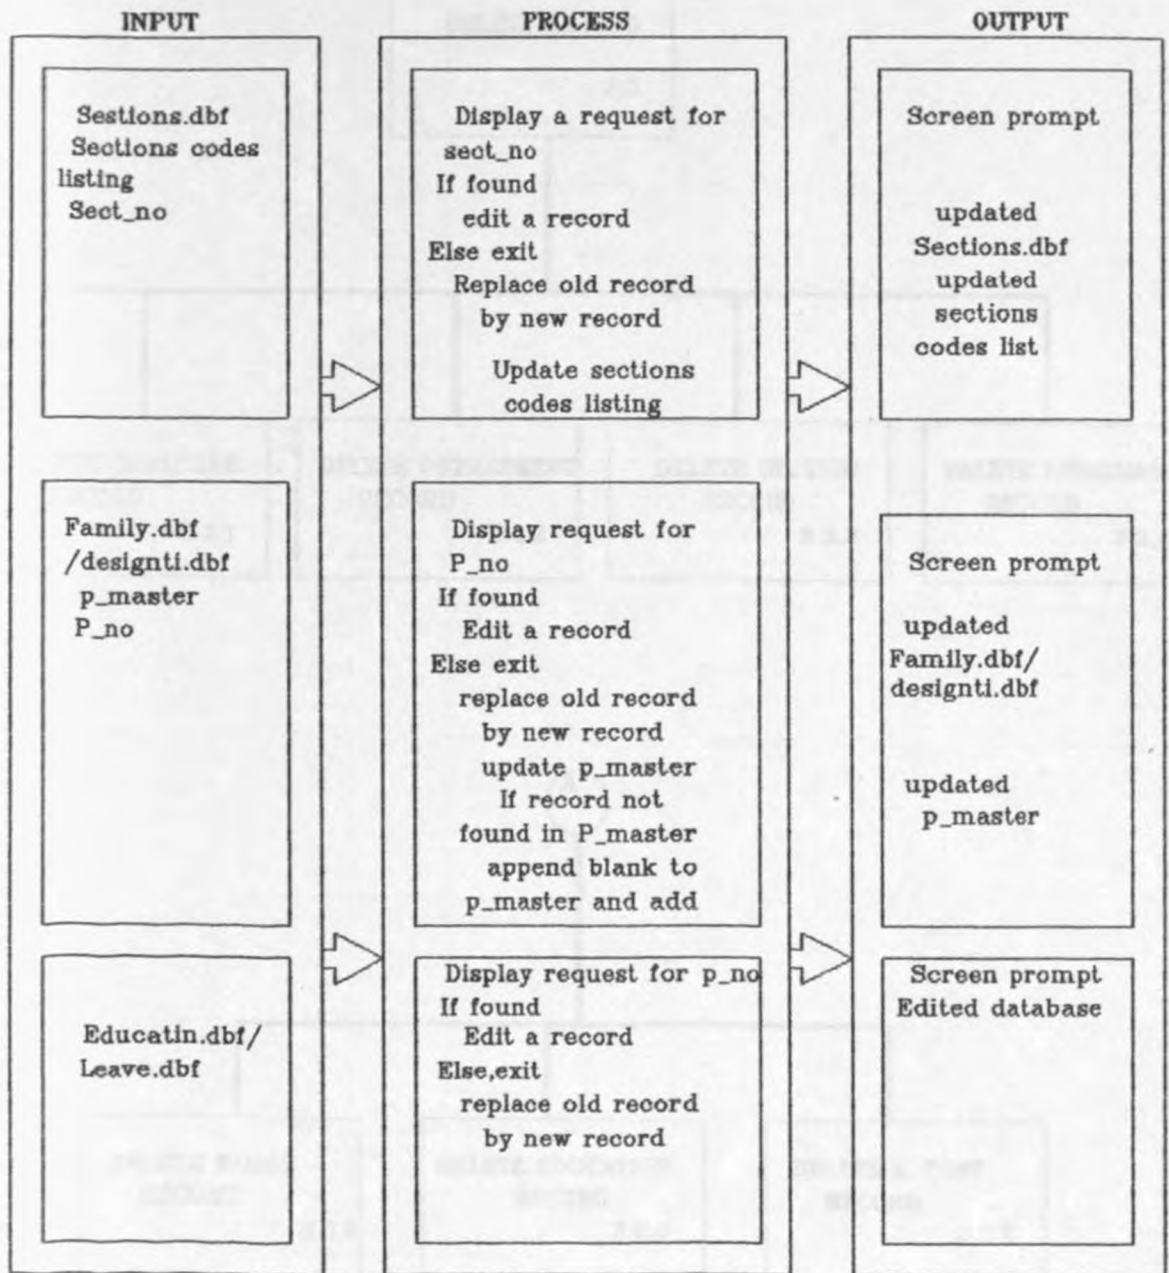 INPUT
PROCESS
OUTPUT
Sestions.dbf
Sections codes
listing
Sect_no
Display a request for
sect_no
If found
edit a record
Else exit
Replace old record
by new record
Update sections
codes listing
Screen prompt
updated
Sections.dbf
updated
sections
codes list
Family.dbf
/designti.dbf
p_master
P_no
Display request for
P_no
If found
Edit a record
Else exit
replace old record
by new record
update p_master
If record not
found in P_master
append blank to
p_master and add
Screen prompt
updated
Family.dbf/
designti.dbf
updated
p_master
Educatin.dbf/
Leave.dbf
Display request for p_no
If found
Edit a record
Else,exit
replace old record
by new record
Screen prompt
Edited database